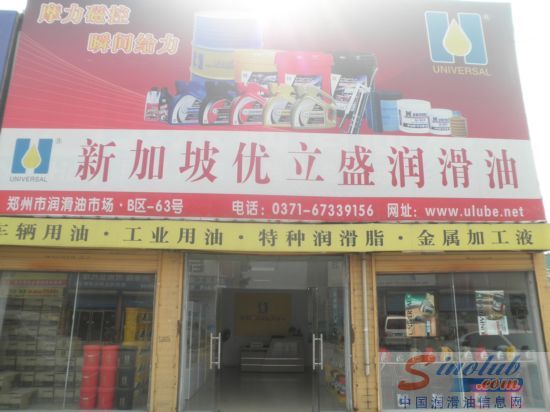 摩力磁控
瞬间给力
UNIVERSAL
UNIVERSAL
新加坡优立盛润滑油
郑州市润滑油市场·B区-63号 电话：0371-67339156 网址：www.ulube.net
车辆用油·工业用油·特种润滑脂·金属加工液
Sinolub
.com
中国润滑油信息网